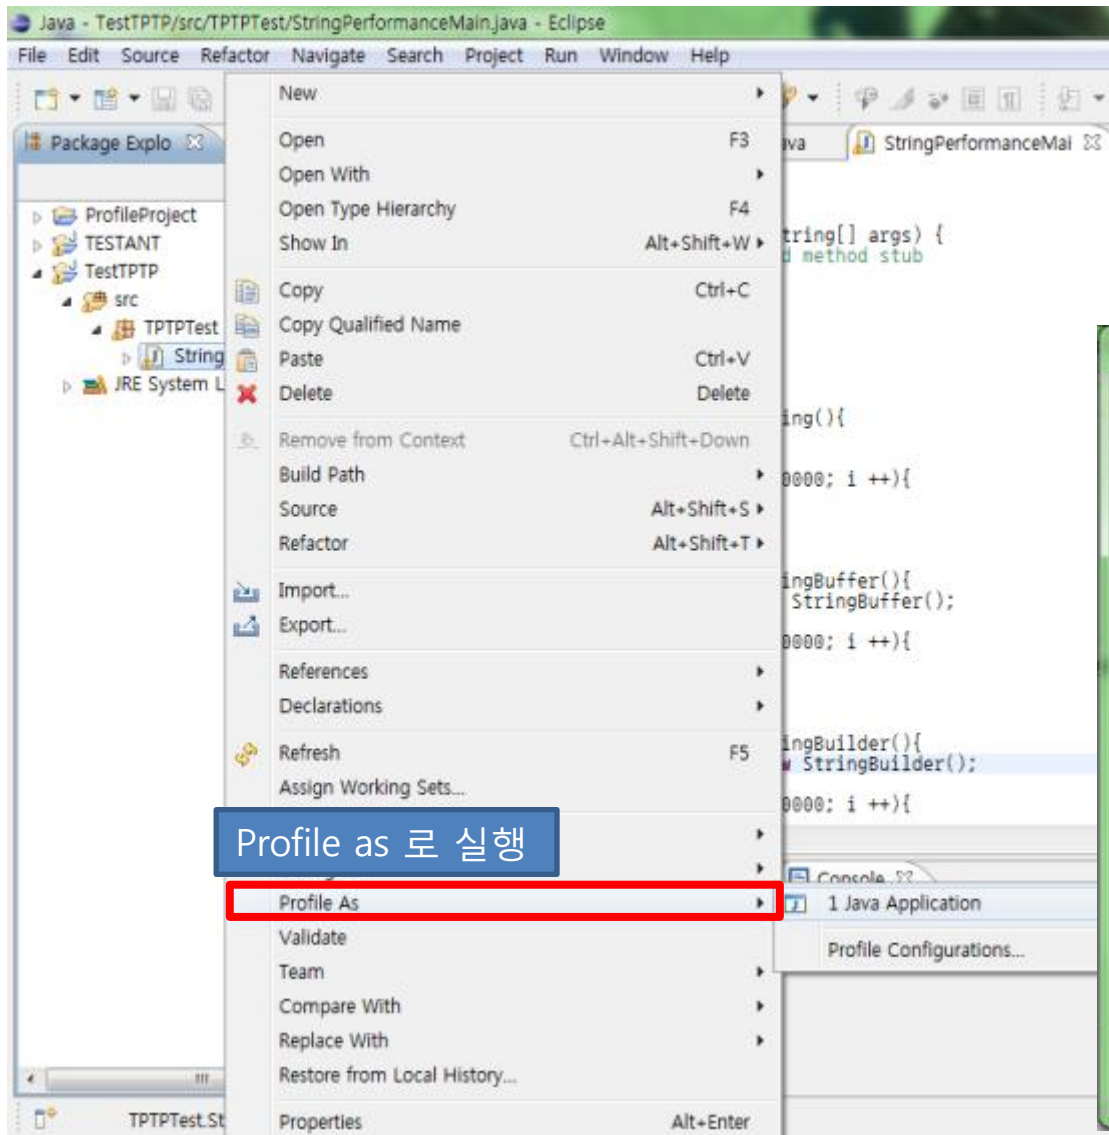 Java - TestTPTP/src/TPTPTest/StringPerformanceMain.java - Eclipse
File Edit Source Refactor Navigate Search Project Run Window Help
Package Explo
ProfileProject
TESTANT
TestTPTP
src
TPTPTest
String
JRE System L
New
Open F3
Open With
Open Type Hierarchy F4
Show In Alt+Shift+W
Copy Ctrl+C
Copy Qualified Name
Paste Ctrl+V
Delete Delete
Remove from Context Ctrl+Alt+Shift+Down
Build Path
Source Alt+Shift+S
Refactor Alt+Shift+T
Import...
Export...
References
Declarations
Refresh F5
Assign Working Sets...
Profile as 로 실행
Profile As
Validate
Team
Compare With
Replace With
Restore from Local History...
Properties Alt+Enter
1 Java Application
Profile Configurations...
ava StringPerformanceMai
tring[] args) {
d method stub
ing(){
0000; i ++){
ingBuffer(){
StringBuffer();
0000; i ++){
ingBuilder(){
w StringBuilder();
0000; i ++){
Console
TPTPTest.St